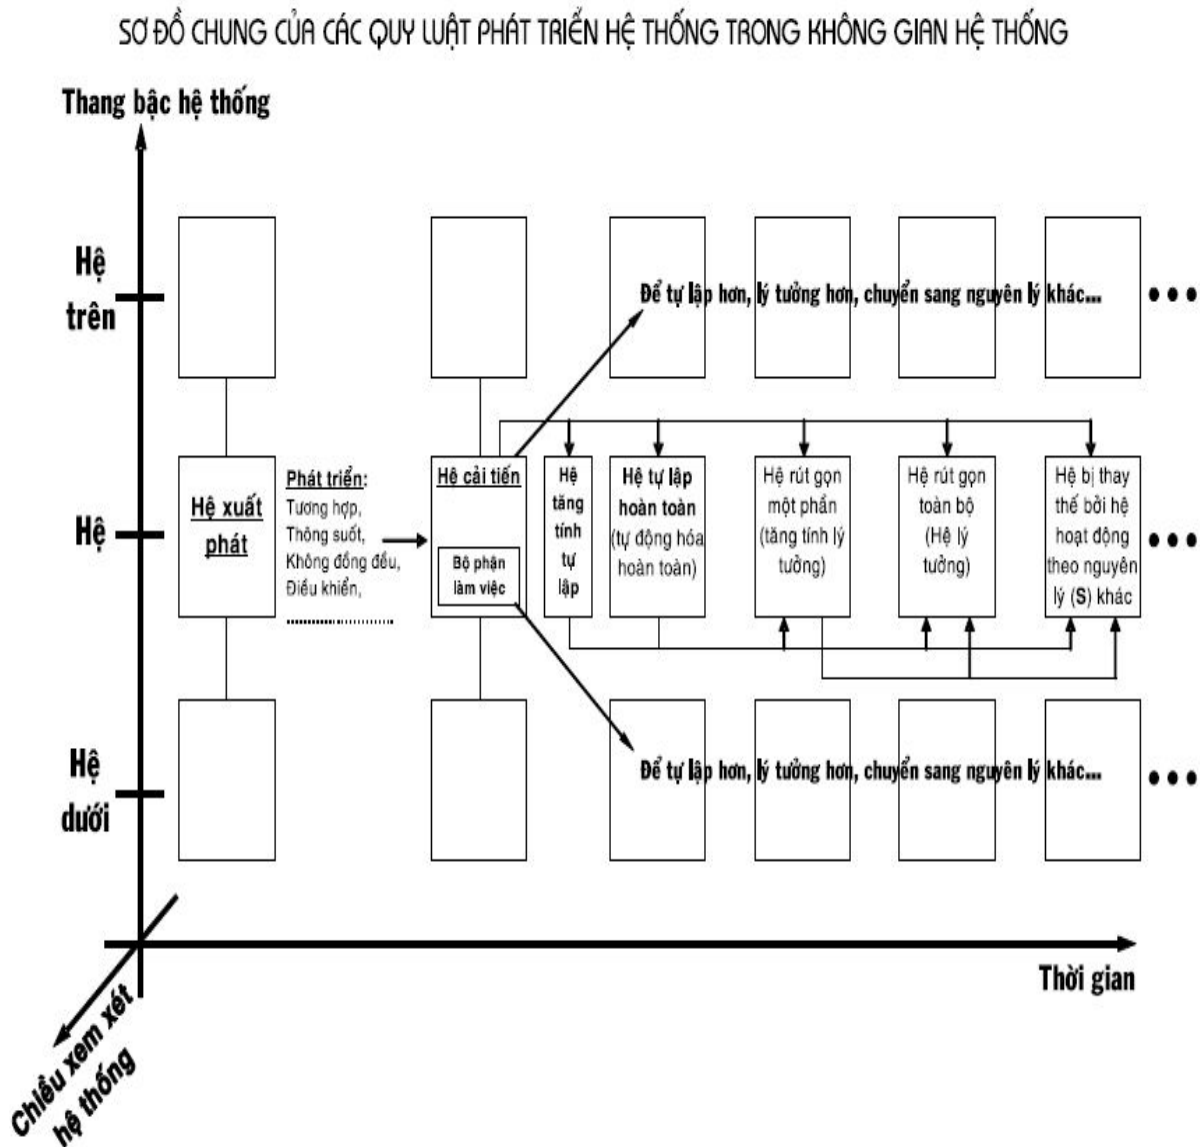 SƠ ĐỒ CHUNG CỦA CÁC QUY LUẬT PHÁT TRIỂN HỆ THỐNG TRONG KHÔNG GIAN HỆ THỐNG
Thang bậc hệ thống
Hệ
trên
Để tự lập hơn, lý tưởng hơn, chuyển sang nguyên lý khác...
Hệ
Hệ xuất
phát
Phát triển:
Tương hợp,
Thông suốt,
Không đồng đều,
Điều khiển,
Hệ cải tiến
Bộ phận
làm việc
Hệ
tăng
tính
tự
lập
Hệ tự lập
hoàn toàn
(tự động hóa
hoàn toàn)
Hệ rút gọn
một phần
(tăng tính lý
tưởng)
Hệ rút gọn
toàn bộ
(Hệ lý
tưởng)
Hệ bị thay
thế bởi hệ
hoạt động
theo nguyên
lý (S) khác
Hệ
dưới
Để tự lập hơn, lý tưởng hơn, chuyển sang nguyên lý khác...
Thời gian
Chiều xem xét
hệ thống